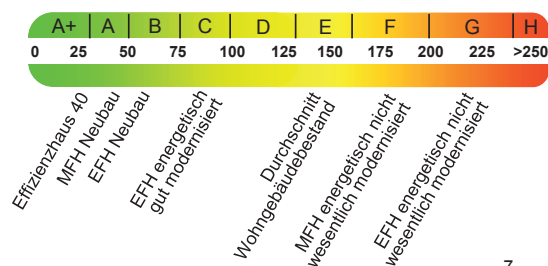 A+ A B C D E F G H
0 25 50 75 100 125 150 175 200 225 >250
Effizienzhaus 40
MFH Neubau
EFH Neubau
EFH energetisch
gut modernisiert
Durchschnitt
Wohngebäudebestand
MFH energetisch nicht
wesentlich modernisiert
EFH energetisch nicht
wesentlich modernisiert